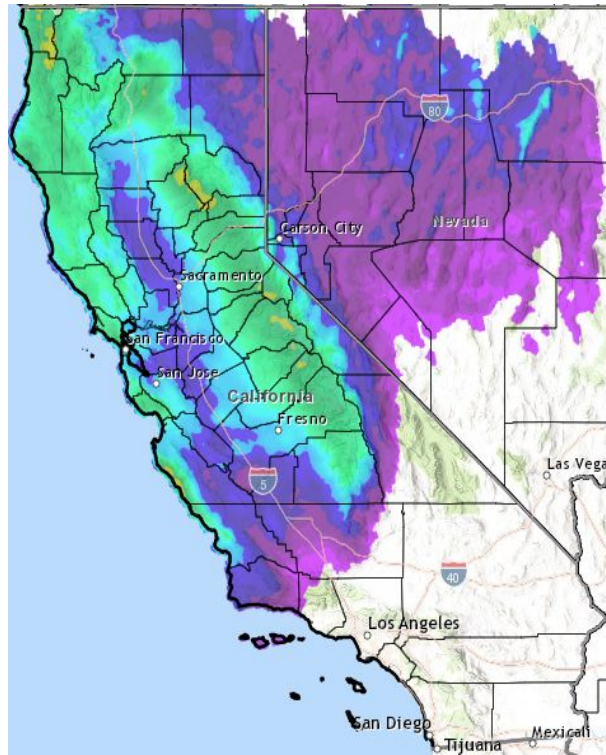 80
Nevada
Carson City
Sacramento
San Francisco
San Jose
California
Fresno
5
Las Vega
40
Los Angeles
San Diego
Tijuana
Mexicali